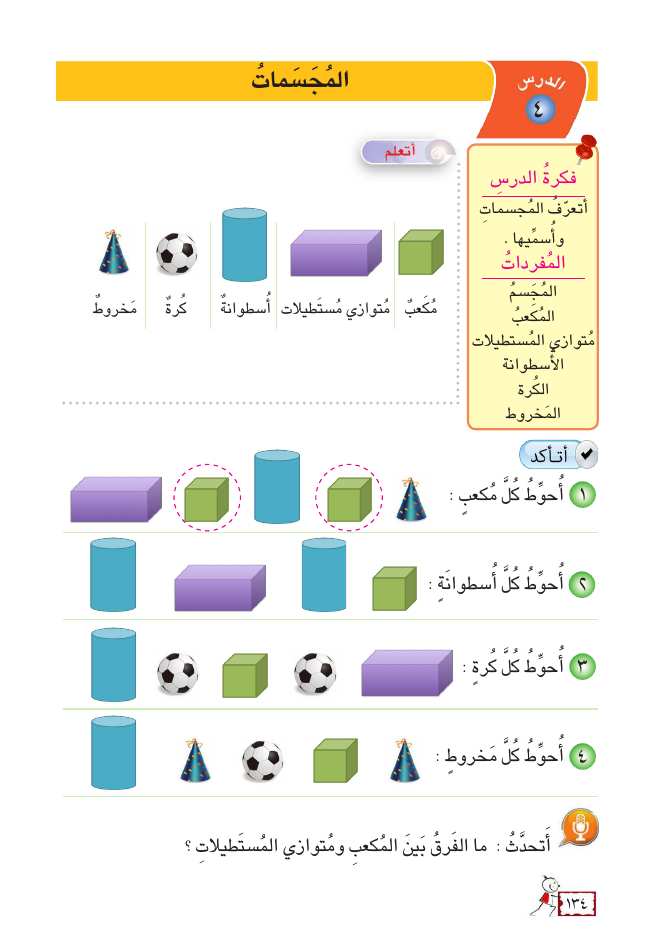 الدرس
٤
المُجَسَماتُ
فكرةُ الدرسِ
أتعرّفُ المُجسماتِ
وأُسمِّيها .
المُفرداتُ
المُجَسمُ
المُكعبُ
مُتوازي المُستطيلات
الأُسطوانة
الكُرة
المَخروط
أتعلم
مُكَعبٌ
مُتوازي مُستَطيلات
أُسطوانةٌ
كُرةٌ
مَخروطٌ
أتأكد
١ أُحوِّطُ كُلَّ مُكعبٍ :
٢ أُحوِّطُ كُلَّ أُسطوانَةٍ :
٣ أُحوِّطُ كُلَّ كُرةٍ :
٤ أُحوِّطُ كُلَّ مَخروطٍ :
أَتحدَّثُ : ما الفَرقُ بَينَ المُكعبِ ومُتوازي المُستَطيلاتِ ؟
١٣٤